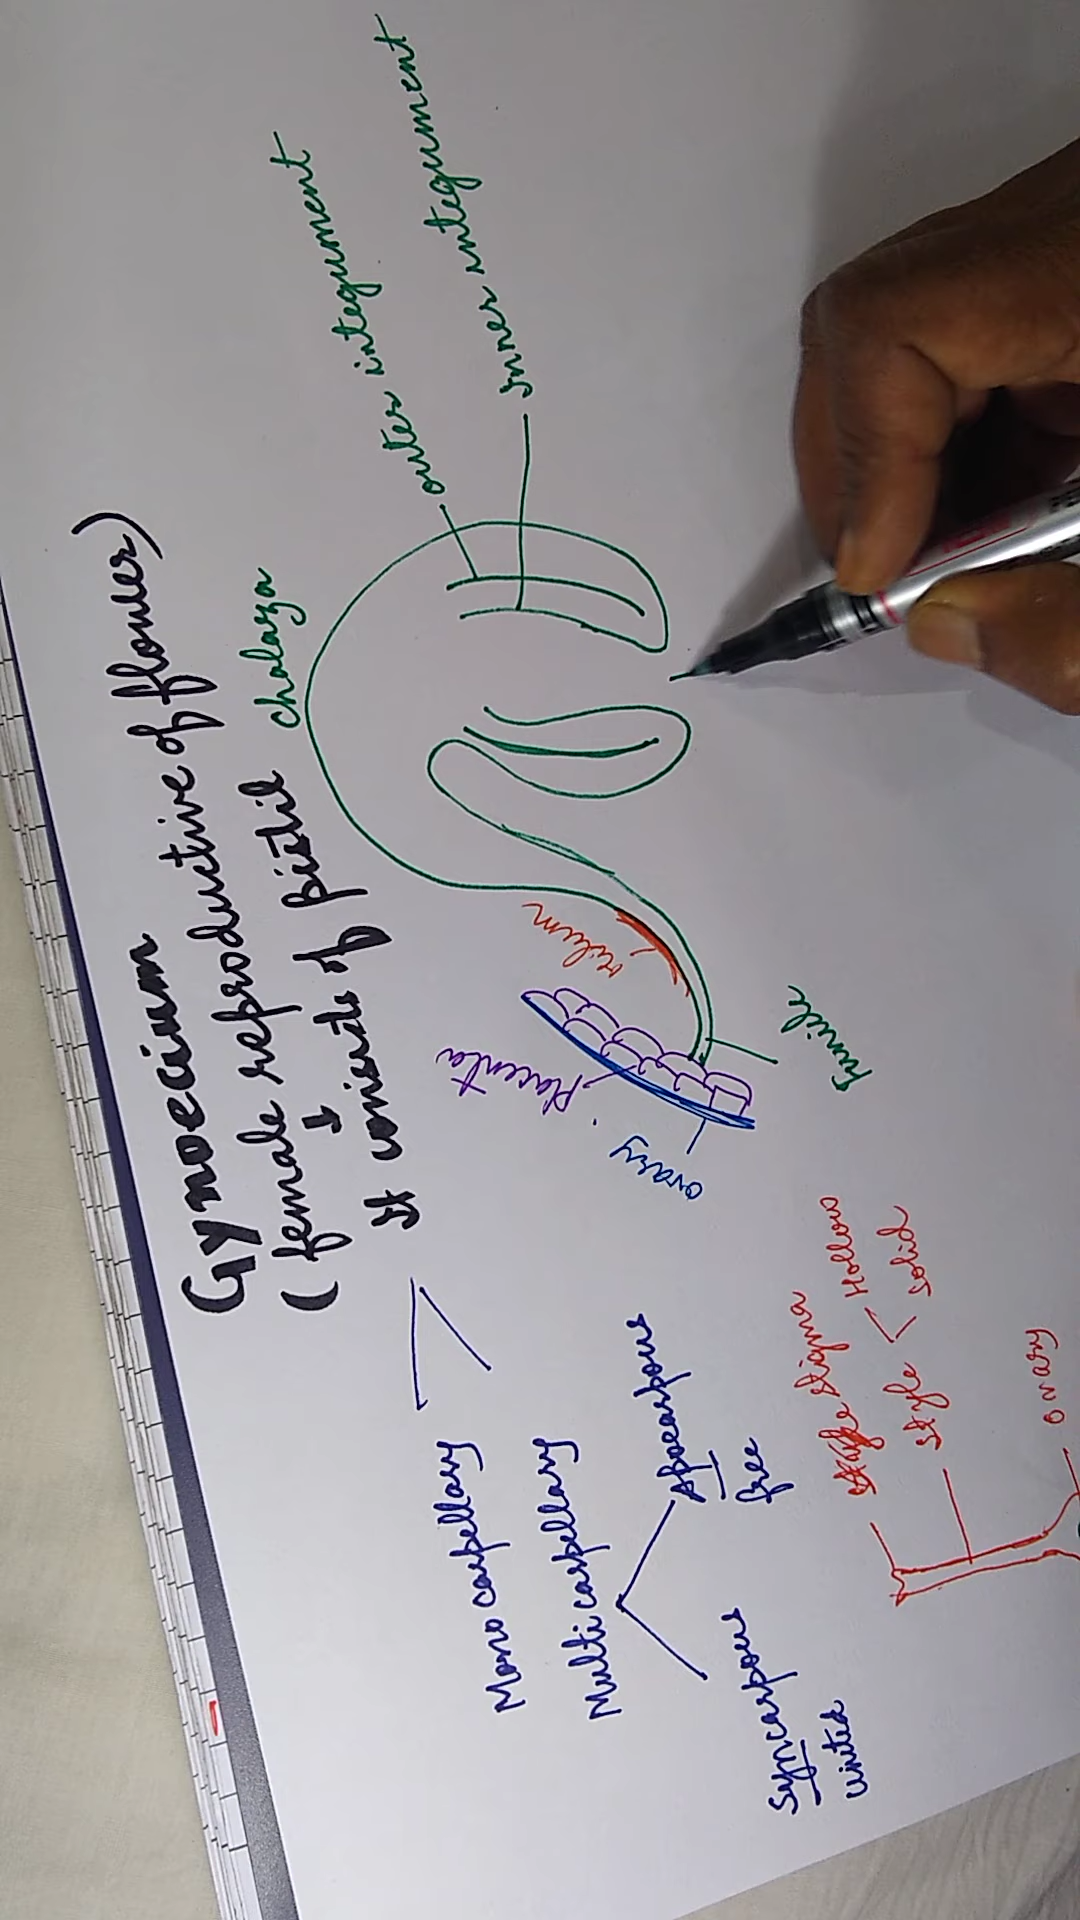 Gynoecium
(female reproductive of flower)
↓
It consists of pistil
Mono carpellary
Multi carpellary
Syncarpous
united
Apocarpous
free
stigma
style < Hollow
solid
ovary
chalaza
outer integument
inner integument
hilum
Placenta
ovary
Funicle